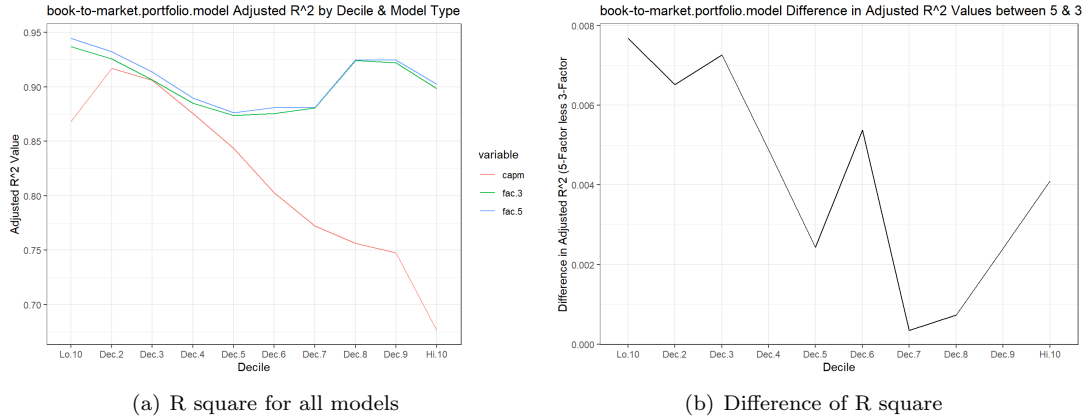 book-to-market.portfolio.model Adjusted R^2 by Decile & Model Type
0.95
0.90
0.85
0.80
0.75
0.70
Adjusted R^2 Value
Lo.10 Dec.2 Dec.3 Dec.4 Dec.5 Dec.6 Dec.7 Dec.8 Dec.9 Hi.10
Decile
variable
capm
fac.3
fac.5
(a) R square for all models
book-to-market.portfolio.model Difference in Adjusted R^2 Values between 5 & 3
0.008
0.006
0.004
0.002
0.000
Difference in Adjusted R^2 (5-Factor less 3-Factor
Lo.10 Dec.2 Dec.3 Dec.4 Dec.5 Dec.6 Dec.7 Dec.8 Dec.9 Hi.10
Decile
(b) Difference of R square